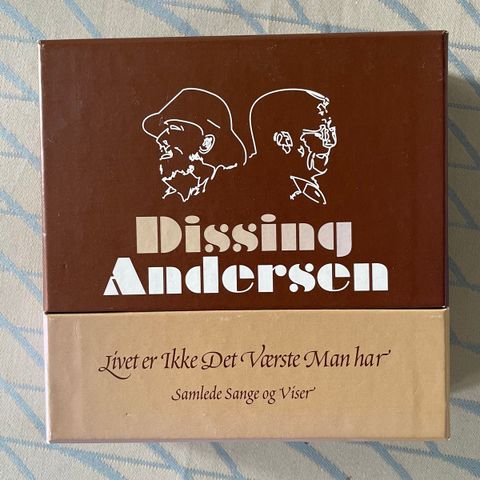 Dissing
Andersen
Livet er Ikke Det Værste Man har
Samlede Sange og Viser